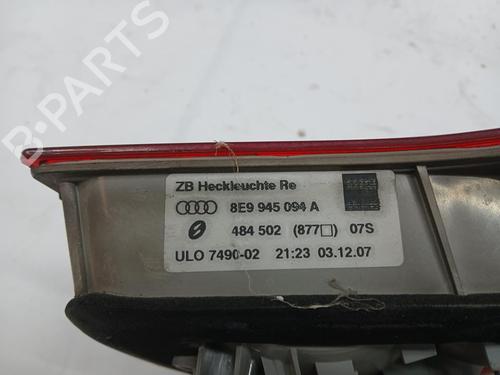 ZB Heckleuchte Re
8E9 945 094 A
484 502 (877□) 07S
ULO 7490-02 21:23 03.12.07
B-PARTS